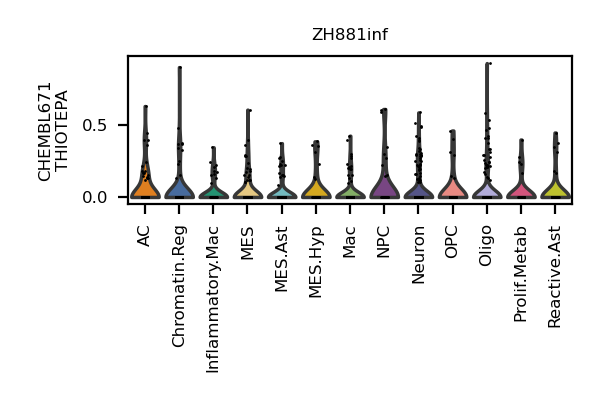 ZH881inf
CHEMBL671
THIOTEPA
0.5
0.0
AC
Chromatin.Reg
Inflammatory.Mac
MES
MES.Ast
MES.Hyp
Mac
NPC
Neuron
OPC
Oligo
Prolif.Metab
Reactive.Ast